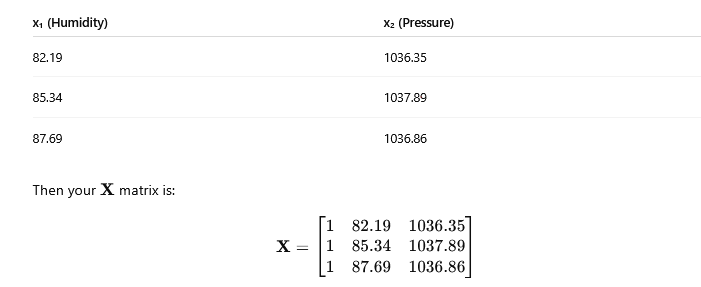 x₁ (Humidity) x₂ (Pressure)
82.19 1036.35
85.34 1037.89
87.69 1036.86
Then your X matrix is:
X = [1 82.19 1036.35
1 85.34 1037.89
1 87.69 1036.86]